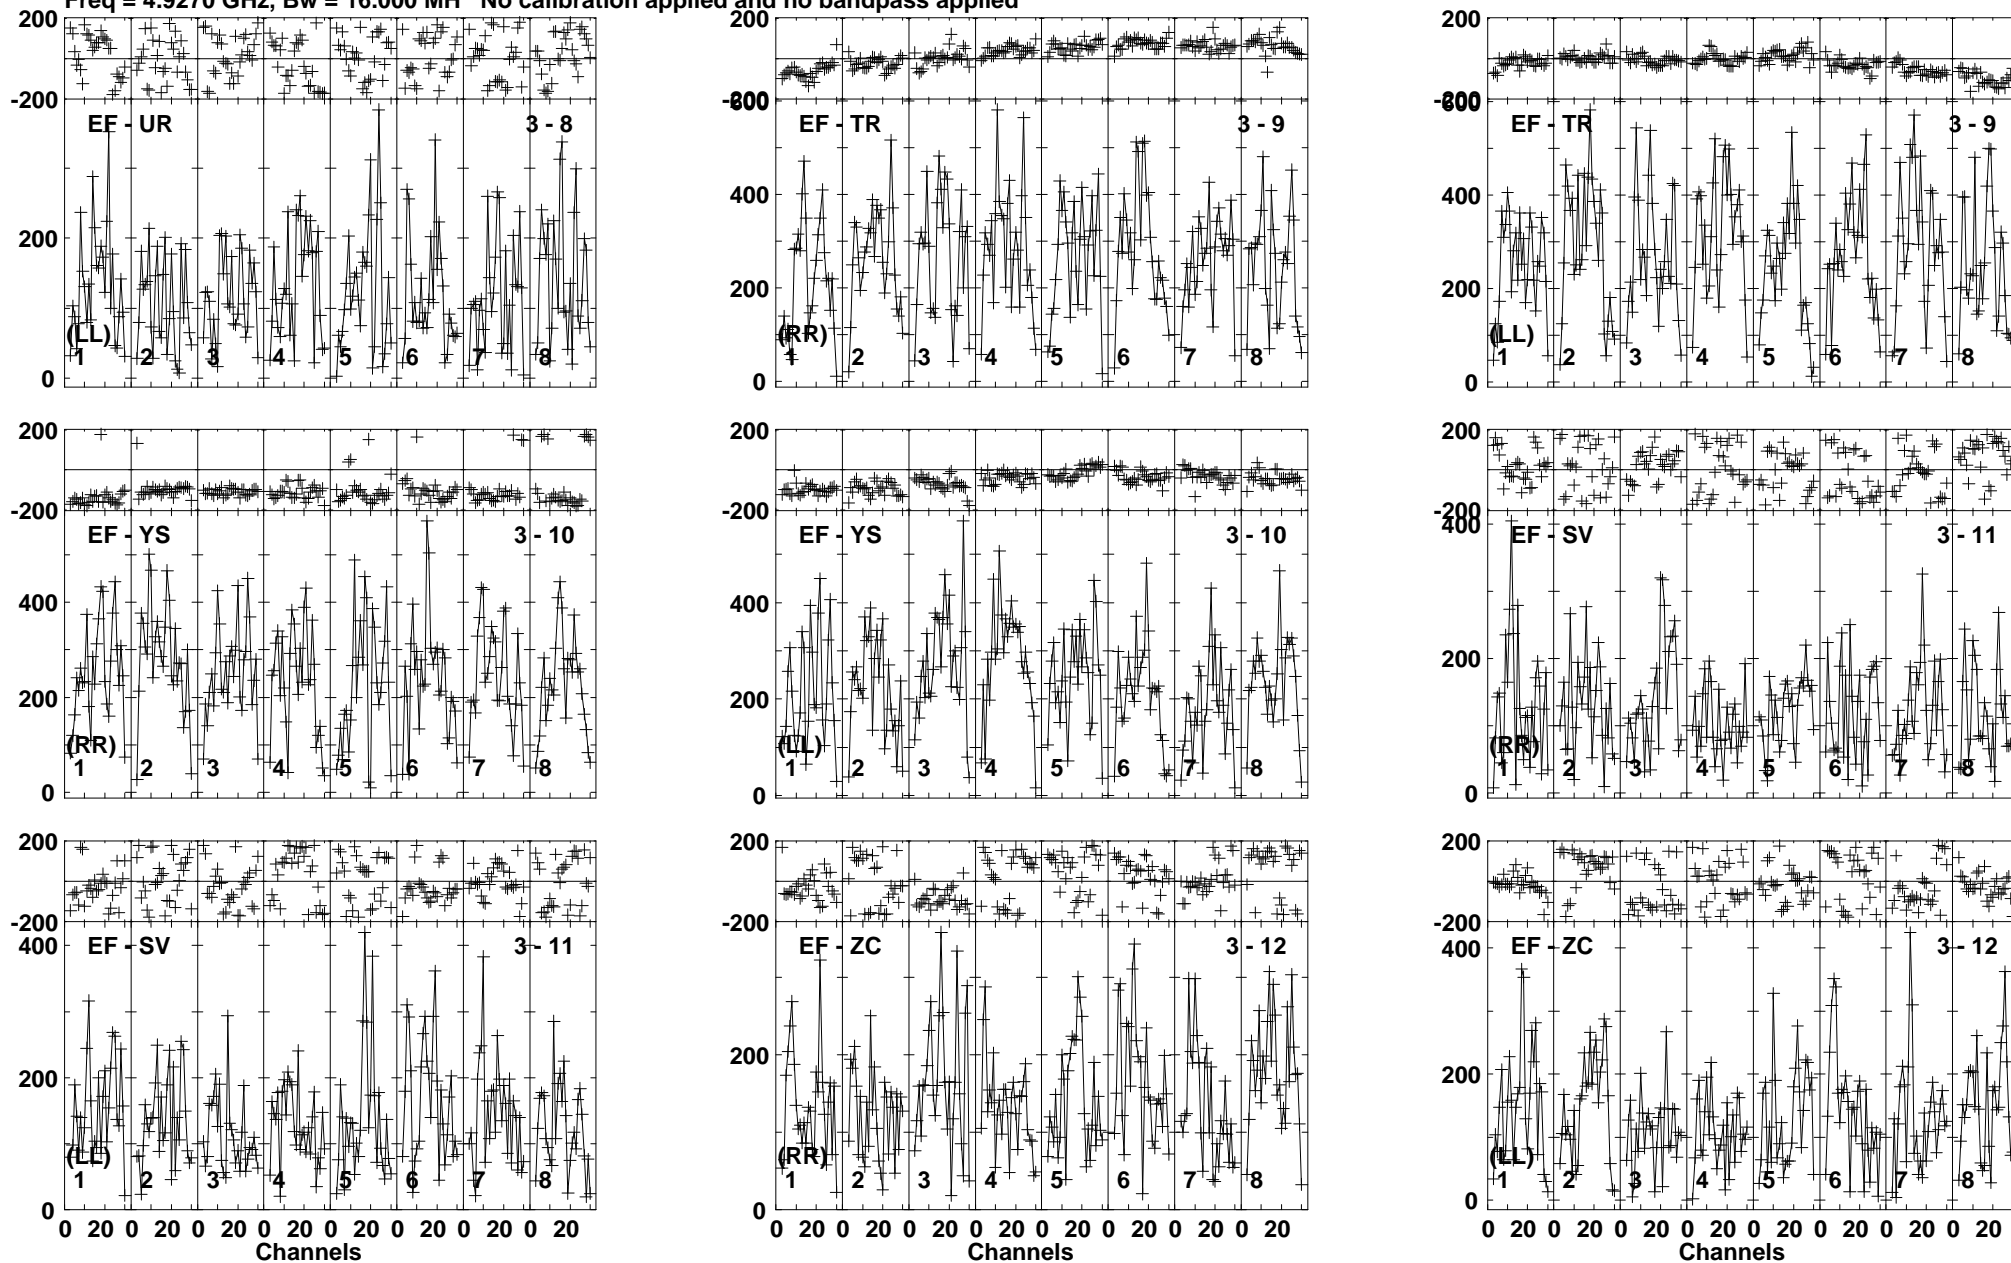 Freq = 4.9270 GHz, Bw = 16.000 MH No calibration applied and no bandpass applied
200 200 200
-200 -200 -200
600 600
EF - UR 3 - 8 EF - TR 3 - 9 EF - TR 3 - 9
400 400
200 200 200
(LL) (RR) (LL)
1 2 3 4 5 6 7 8 1 2 3 4 5 6 7 8 1 2 3 4 5 6 7 8
0 0 0
200 200 200
-200 -200 -200
400
EF - YS 3 - 10 EF - YS 3 - 10 EF - SV 3 - 11
400 400
200 200 200
(RR) (LL) (RR)
1 2 3 4 5 6 7 8 1 2 3 4 5 6 7 8 1 2 3 4 5 6 7 8
0 0 0
200 200 200
-200 -200 -200
EF - SV 3 - 11 EF - ZC 3 - 12 EF - ZC 3 - 12
400 400
200 200 200
(LL) (RR) (LL)
1 2 3 4 5 6 7 8 1 2 3 4 5 6 7 8 1 2 3 4 5 6 7 8
0 0 0
0 20 0 20 0 20 0 20 0 20 0 20 0 20 0 20 0 20 0 20 0 20 0 20 0 20 0 20 0 20 0 20 0 20 0 20 0 20 0 20 0 20 0 20 0 20 0 20
Channels Channels Channels